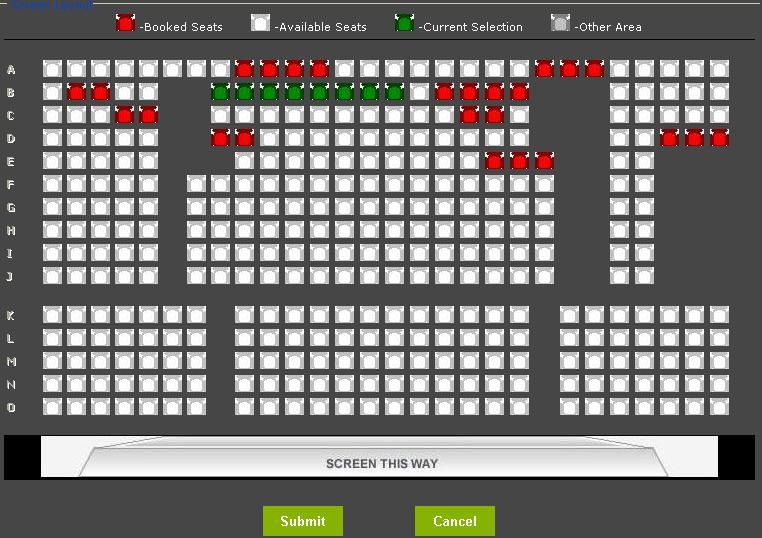 Screen Layout
-Booked Seats -Available Seats -Current Selection -Other Area
A
B
C
D
E
F
G
H
I
J
K
L
M
N
O
SCREEN THIS WAY
Submit Cancel